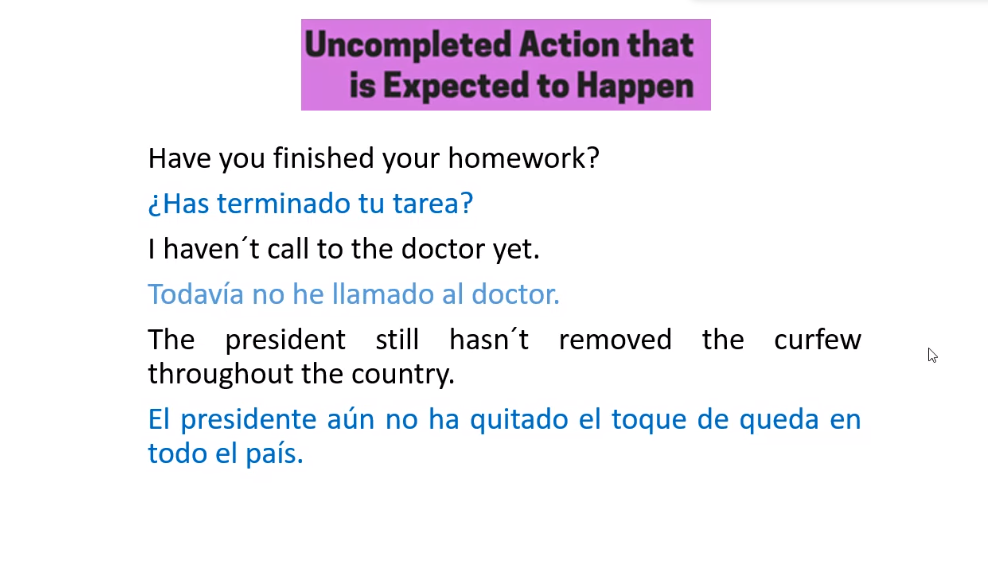 Uncompleted Action that
is Expected to Happen
Have you finished your homework?
¿Has terminado tu tarea?
I haven´t call to the doctor yet.
Todavía no he llamado al doctor.
The president still hasn´t removed the curfew
throughout the country.
El presidente aún no ha quitado el toque de queda en
todo el país.